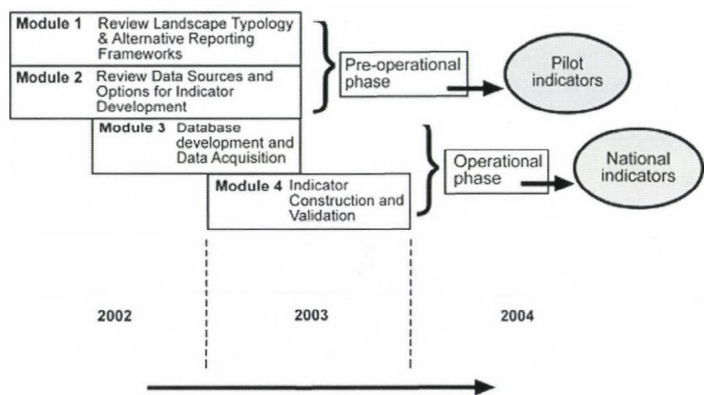 Module 1 Review Landscape Typology
& Alternative Reporting
Frameworks
Module 2 Review Data Sources and
Options for Indicator
Development
Module 3 Database
development and
Data Acquisition
Module 4 Indicator
Construction and
Validation
Pre-operational
phase
Pilot
indicators
Operational
phase
National
indicators
2002
2003
2004